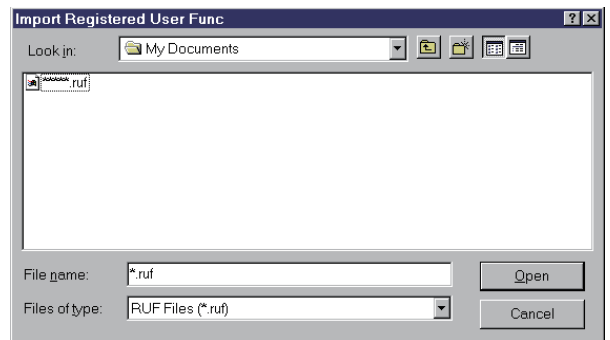 Import Registered User Func
Look in: My Documents
******.ruf
File name: *.ruf Open
Files of type: RUF Files (*.ruf) Cancel